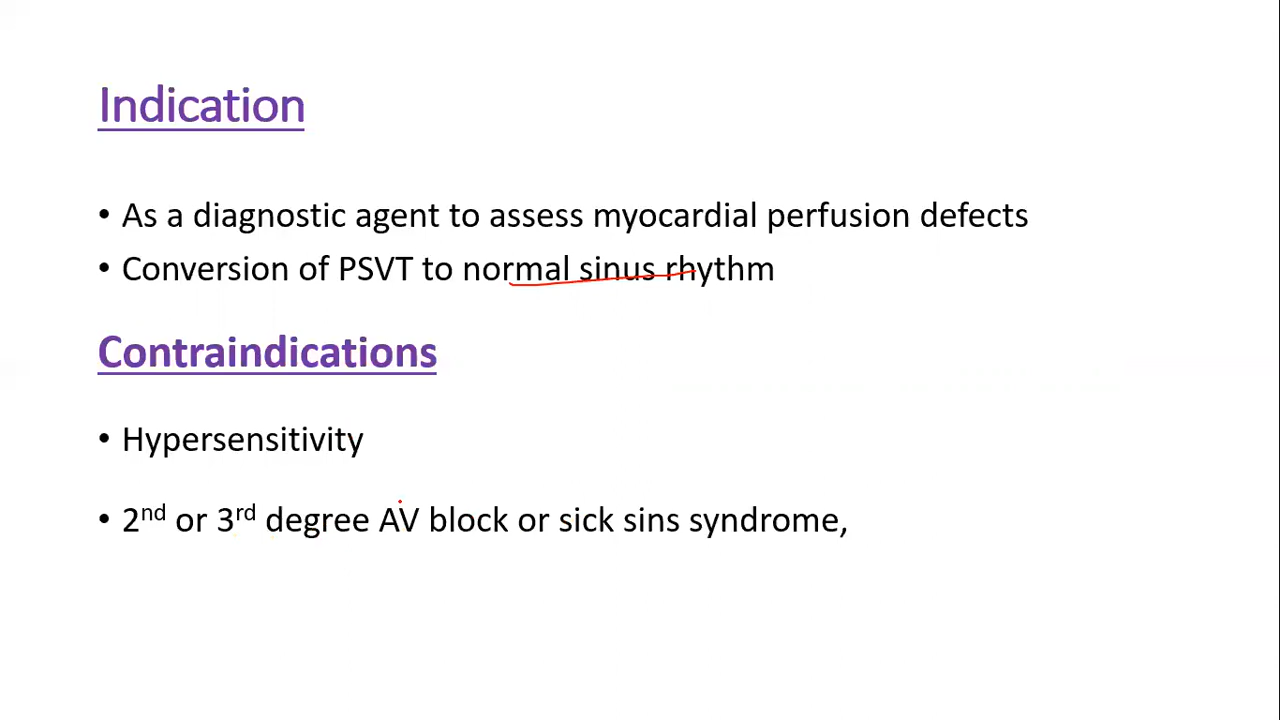 Indication
• As a diagnostic agent to assess myocardial perfusion defects
• Conversion of PSVT to normal sinus rhythm
Contraindications
• Hypersensitivity
• 2nd or 3rd degree AV block or sick sins syndrome,